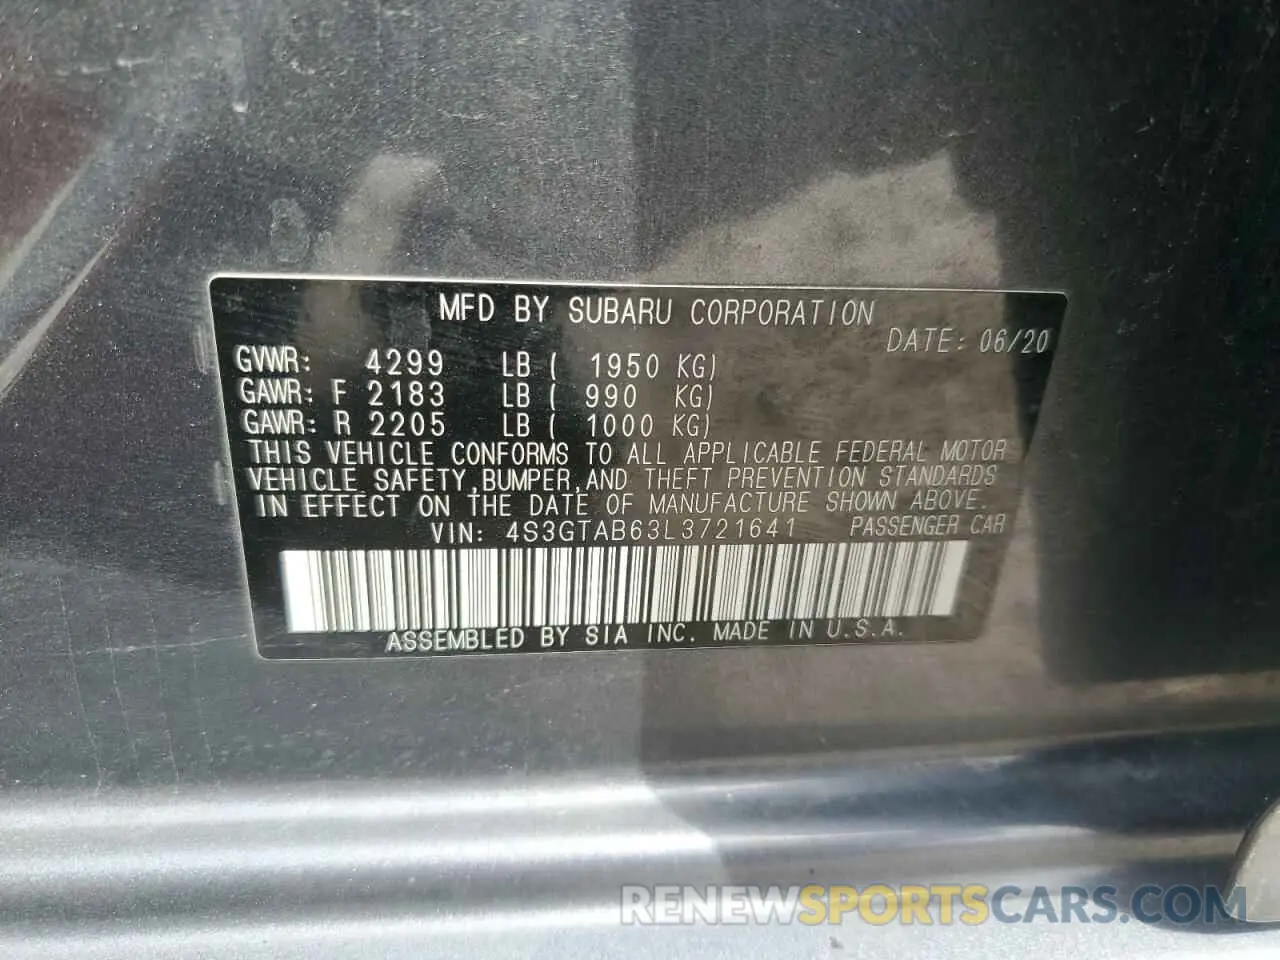 MFD BY SUBARU CORPORATION
DATE: 06/20
GVWR: 4299 LB ( 1950 KG)
GAWR: F 2183 LB ( 990 KG)
GAWR: R 2205 LB ( 1000 KG)
THIS VEHICLE CONFORMS TO ALL APPLICABLE FEDERAL MOTOR
VEHICLE SAFETY,BUMPER,AND THEFT PREVENTION STANDARDS
IN EFFECT ON THE DATE OF MANUFACTURE SHOWN ABOVE.
VIN: 4S3GTAB63L3721641 PASSENGER CAR
ASSEMBLED BY SIA INC. MADE IN U.S.A.
RENEWSPORTSCARS.COM